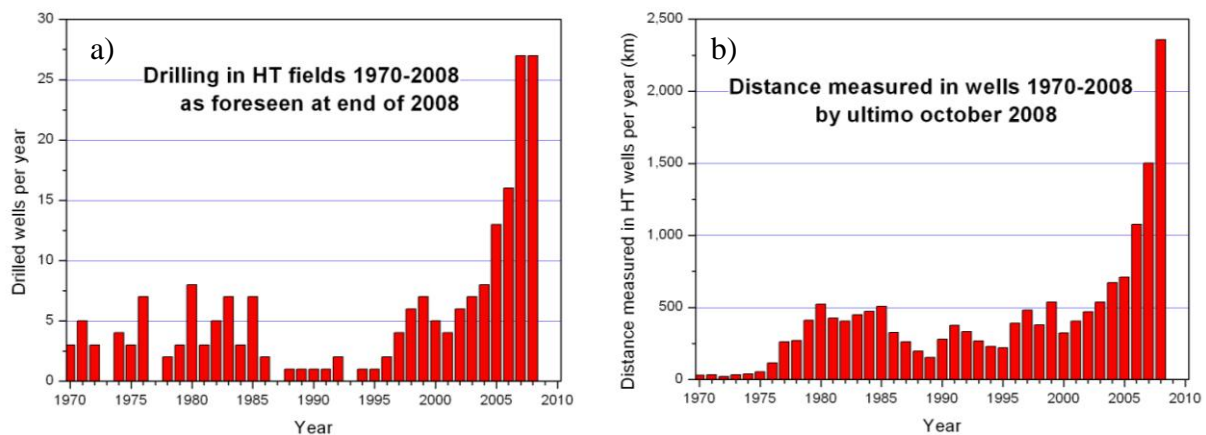 a)
Drilling in HT fields 1970-2008
as foreseen at end of 2008
Drilled wells per year
30
25
20
15
10
5
0
1970 1975 1980 1985 1990 1995 2000 2005 2010
Year
b)
Distance measured in wells 1970-2008
by ultimo october 2008
Distance measured in HT wells per year (km)
2,500
2,000
1,500
1,000
500
0
1970 1975 1980 1985 1990 1995 2000 2005 2010
Year